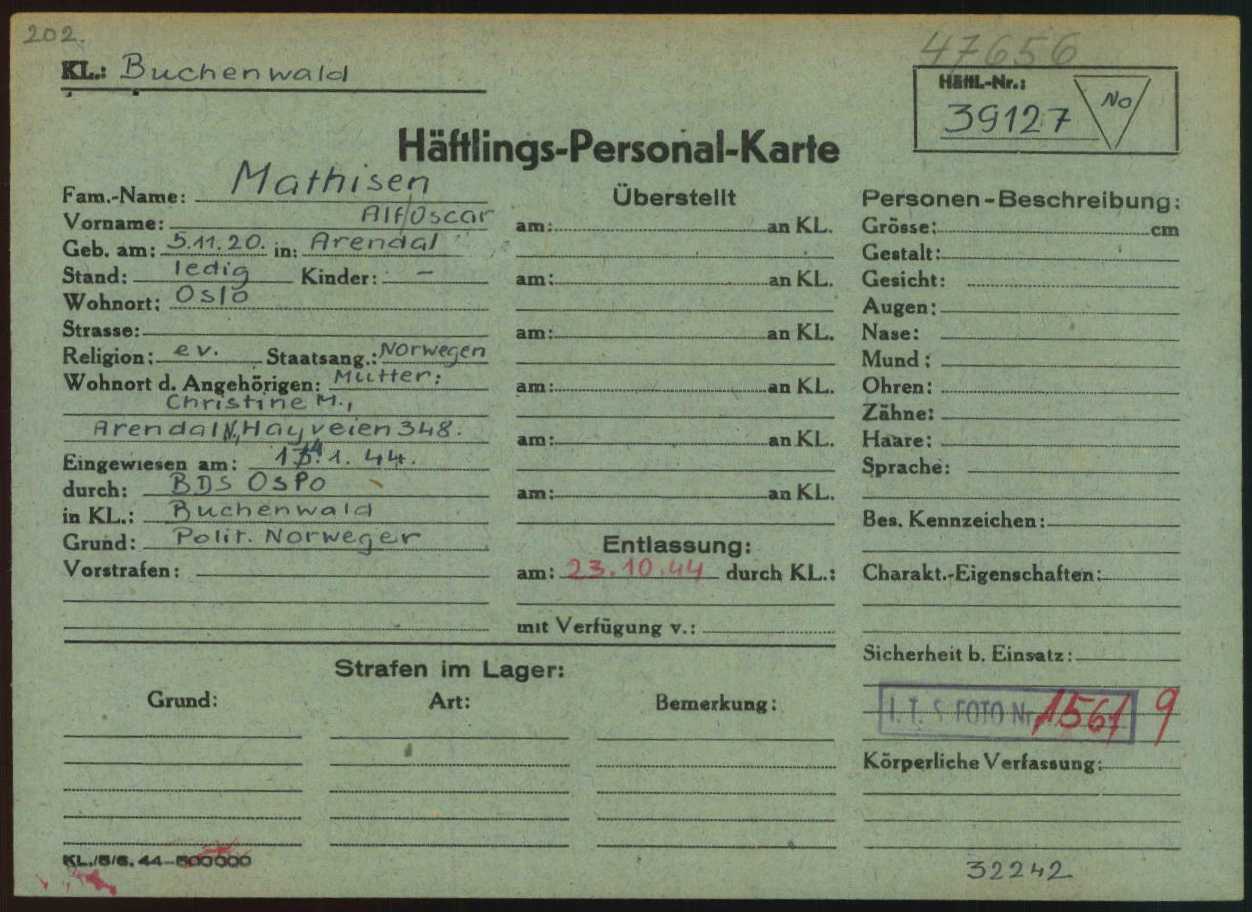 202.
47656
KL.: Buchenwald
Häftl.-Nr.:
39127
No
Häftlings-Personal-Karte
Fam.-Name: Mathisen
Vorname: Alf Oscar
Geb. am: 5.11.20. in: Arendal
Stand: ledig Kinder: –
Wohnort: Oslo
Strasse:
Religion: ev. Staatsang.: Norwegen
Wohnort d. Angehörigen: Mutter:
Christine M.,
Arendal N, Hayveien 348.
Eingewiesen am: 1. 44.
durch: BDS Oslo
in KL.: Buchenwald
Grund: Polit. Norweger
Vorstrafen:
Überstellt
am: an KL.
am: an KL.
am: an KL.
am: an KL.
am: an KL.
am: an KL.
Entlassung:
am: 23.10.44 durch KL.:
mit Verfügung v.:
Personen-Beschreibung:
Grösse: cm
Gestalt:
Gesicht:
Augen:
Nase:
Mund:
Ohren:
Zähne:
Haare:
Sprache:
Bes. Kennzeichen:
Charakt.-Eigenschaften:
Sicherheit b. Einsatz:
I. T. S FOTO Nr. 1561 9
Körperliche Verfassung:
Strafen im Lager:
Grund: Art: Bemerkung:
KL./5/6. 44–500000
32242